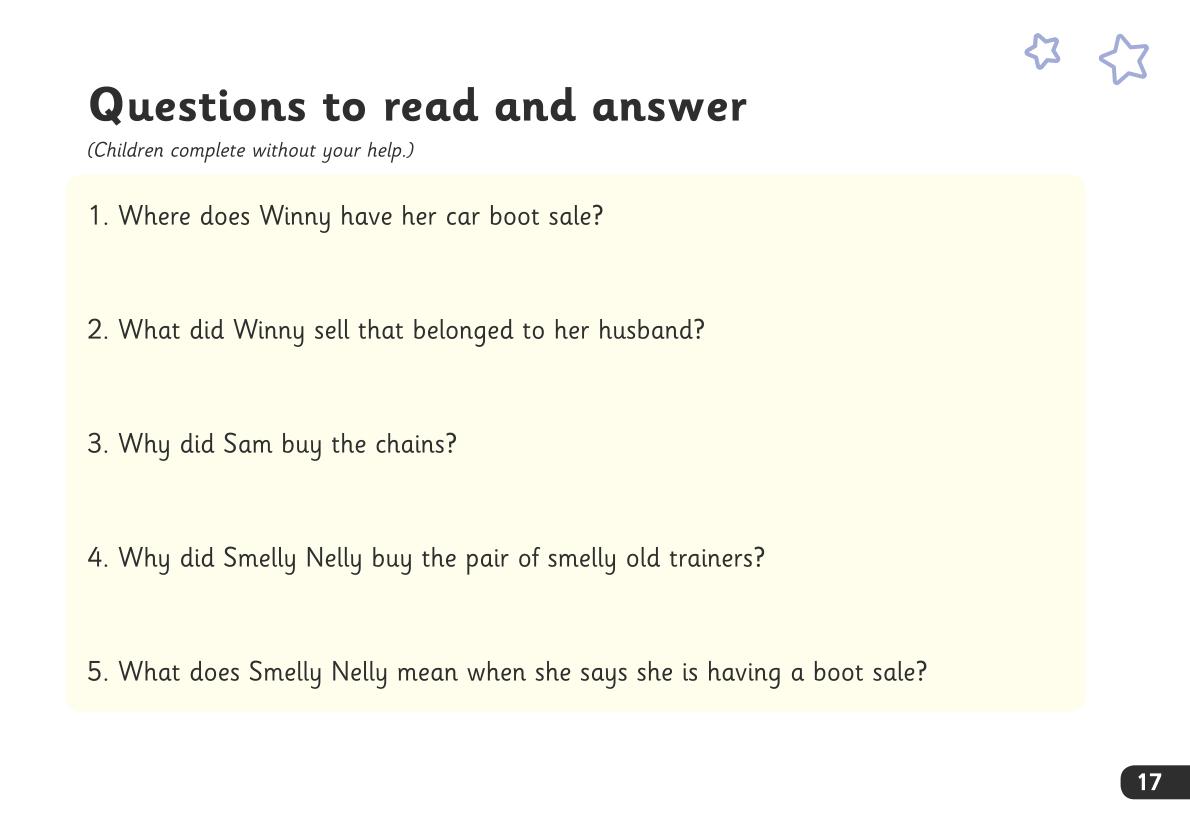 Questions to read and answer
(Children complete without your help.)
1. Where does Winny have her car boot sale?
2. What did Winny sell that belonged to her husband?
3. Why did Sam buy the chains?
4. Why did Smelly Nelly buy the pair of smelly old trainers?
5. What does Smelly Nelly mean when she says she is having a boot sale?
17